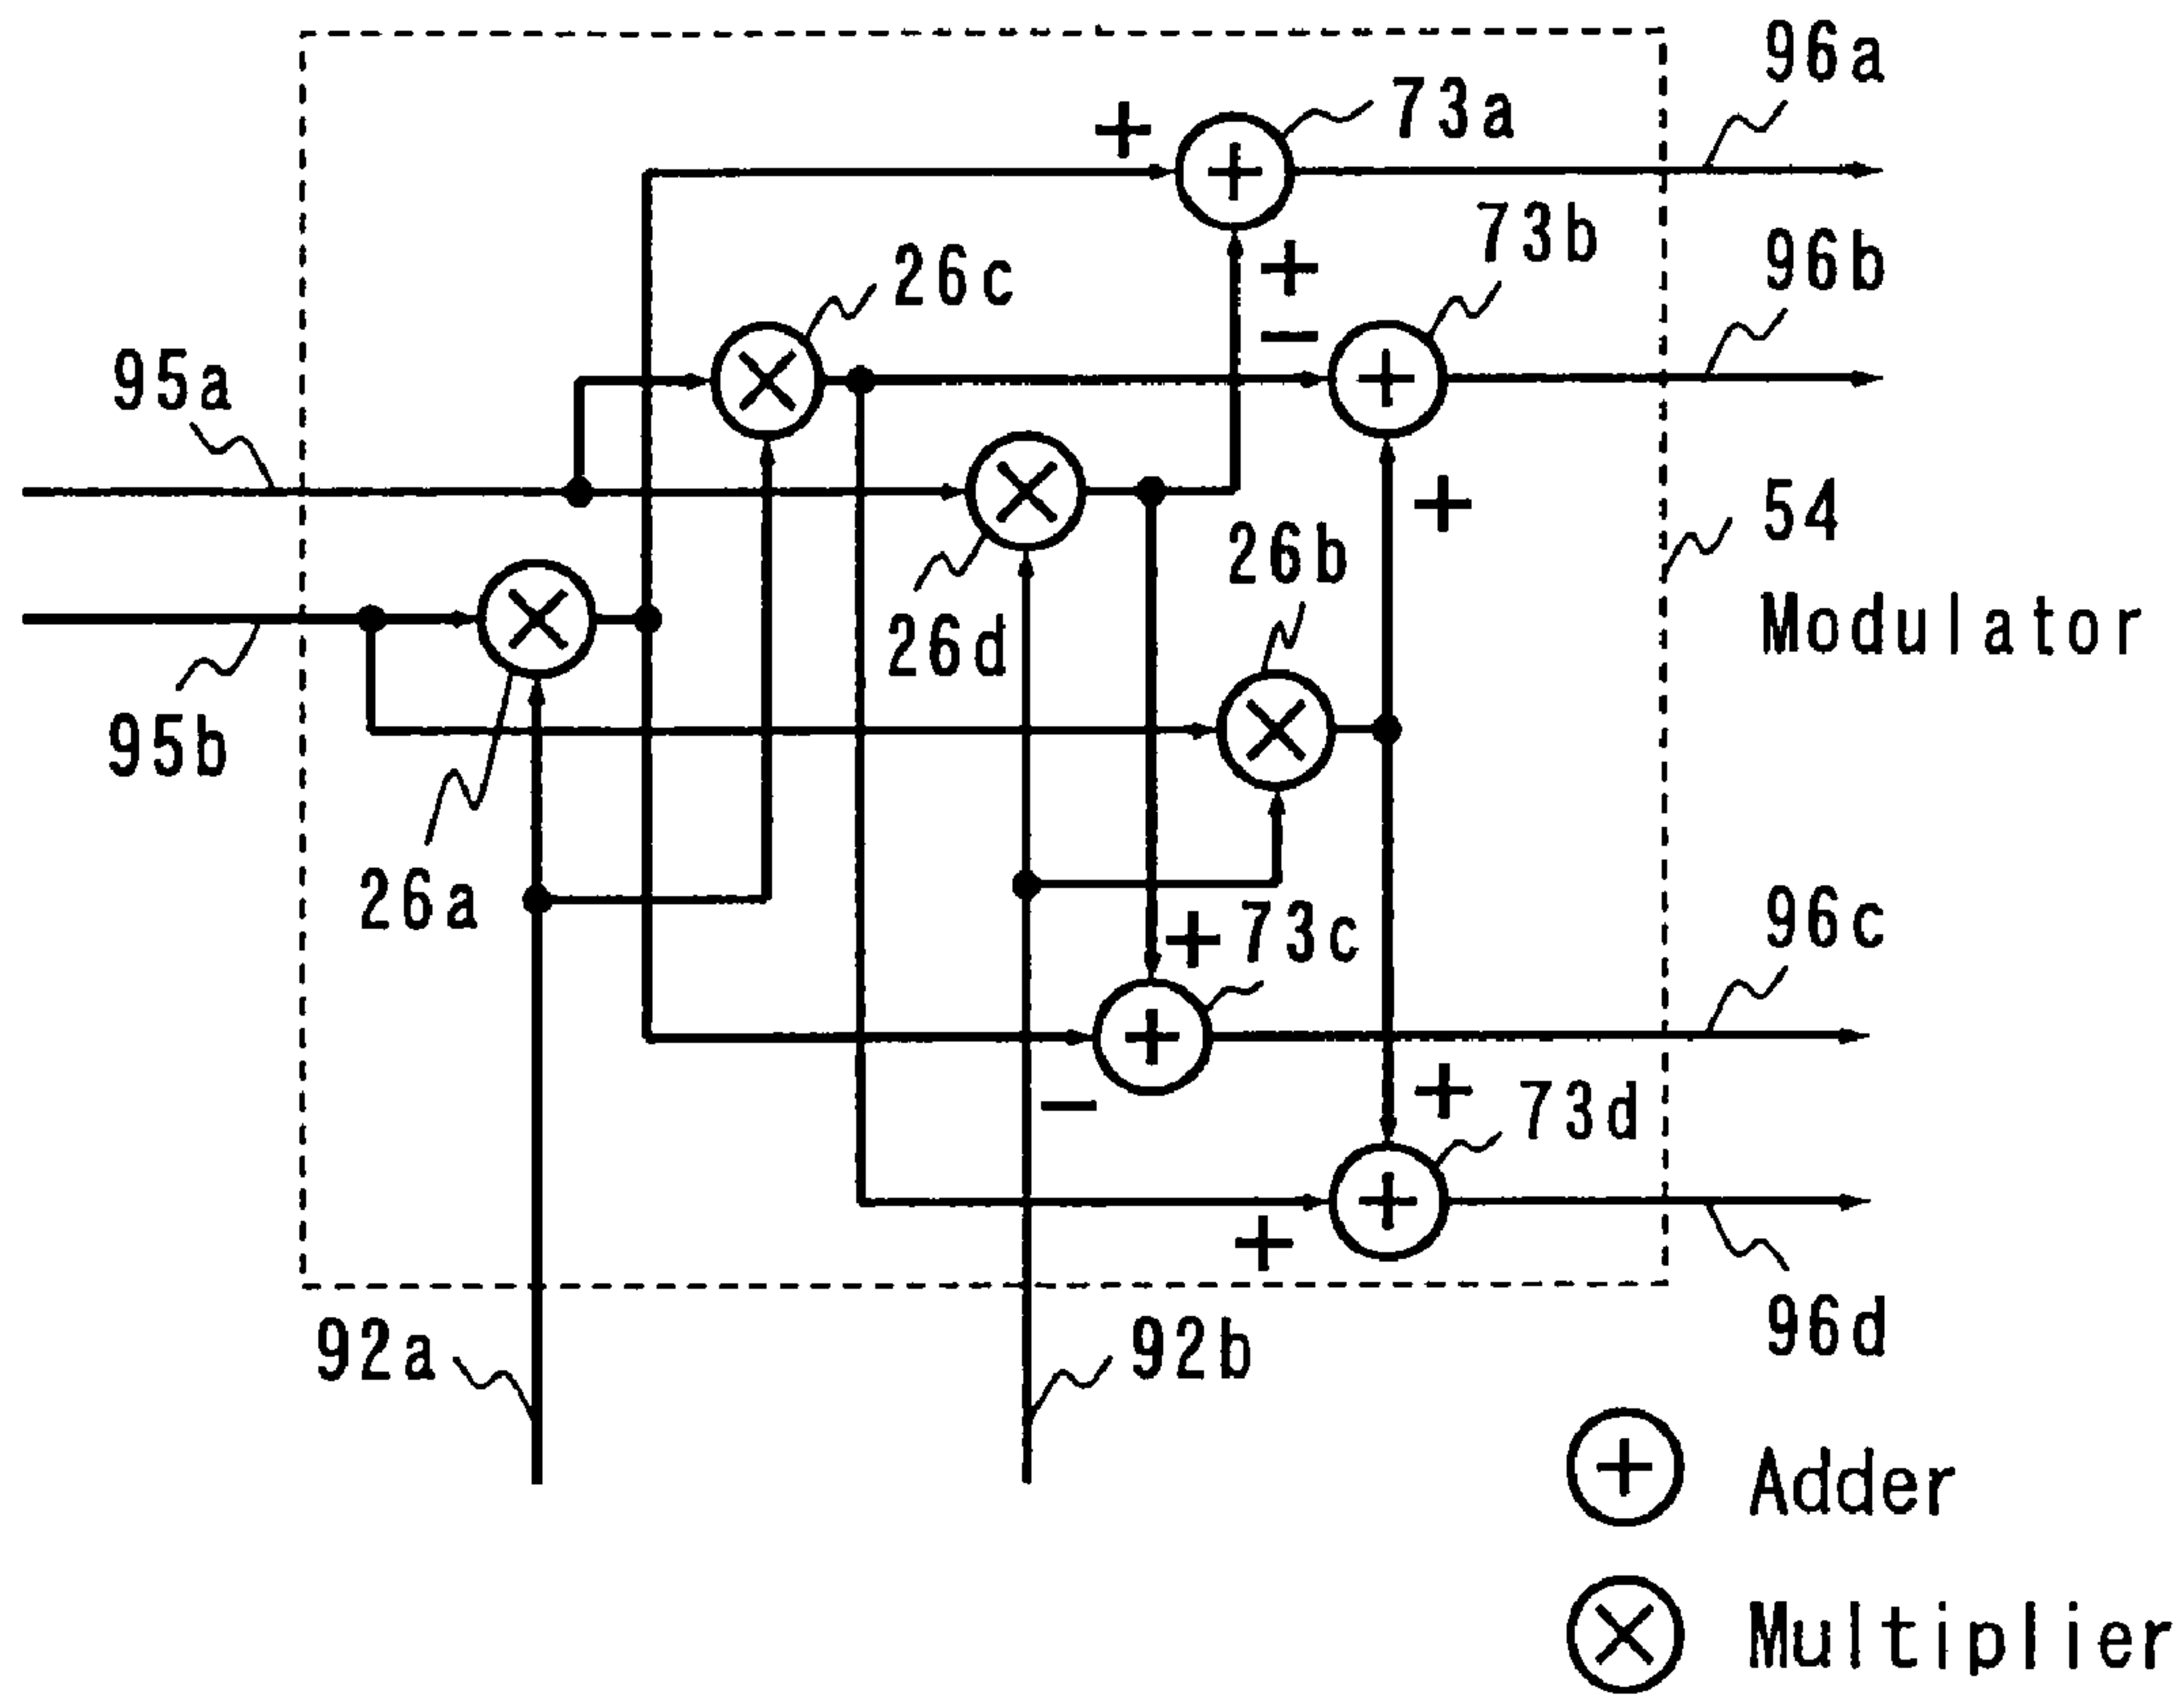 96a
+ 73a
73b
96b
26c
+
−
95a
+
54
Modulator
26b
26d
95b
26a
+ 73c
96c
−
+ 73d
+
96d
92a
92b
Adder
Multiplier